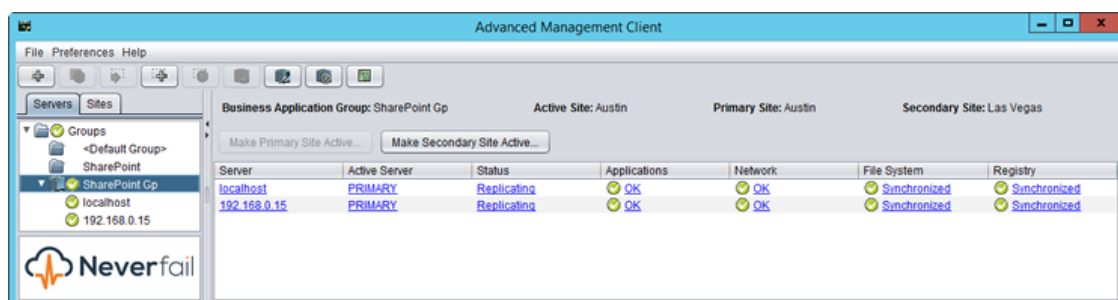 Advanced Management Client
File Preferences Help
Servers Sites
Groups
<Default Group>
SharePoint
SharePoint Gp
localhost
192.168.0.15
Neverfail
Business Application Group: SharePoint Gp Active Site: Austin Primary Site: Austin Secondary Site: Las Vegas
Make Primary Site Active... Make Secondary Site Active...
Server Active Server Status Applications Network File System Registry
localhost PRIMARY Replicating OK OK Synchronized Synchronized
192.168.0.15 PRIMARY Replicating OK OK Synchronized Synchronized